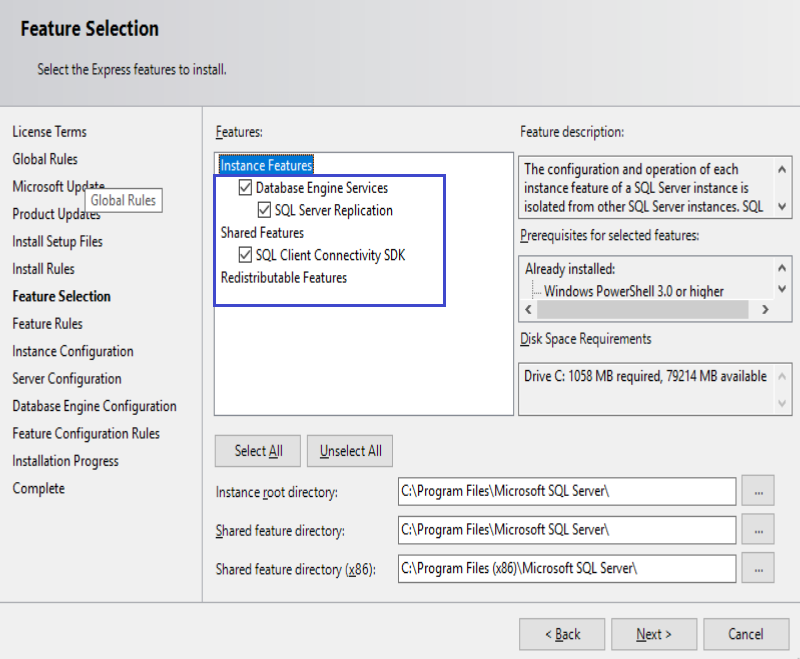 Feature Selection
Select the Express features to install.
License Terms
Global Rules
Microsoft Update
Global Rules
Product Updates
Install Setup Files
Install Rules
Feature Selection
Feature Rules
Instance Configuration
Server Configuration
Database Engine Configuration
Feature Configuration Rules
Installation Progress
Complete
Features:
Instance Features
Database Engine Services
SQL Server Replication
Shared Features
SQL Client Connectivity SDK
Redistributable Features
Feature description:
The configuration and operation of each
instance feature of a SQL Server instance is
isolated from other SQL Server instances. SQL
Prerequisites for selected features:
Already installed:
Windows PowerShell 3.0 or higher
Disk Space Requirements
Drive C: 1058 MB required, 79214 MB available
Select All
Unselect All
Instance root directory:
C:\Program Files\Microsoft SQL Server\
...
Shared feature directory:
C:\Program Files\Microsoft SQL Server\
...
Shared feature directory (x86):
C:\Program Files (x86)\Microsoft SQL Server\
...
< Back
Next >
Cancel